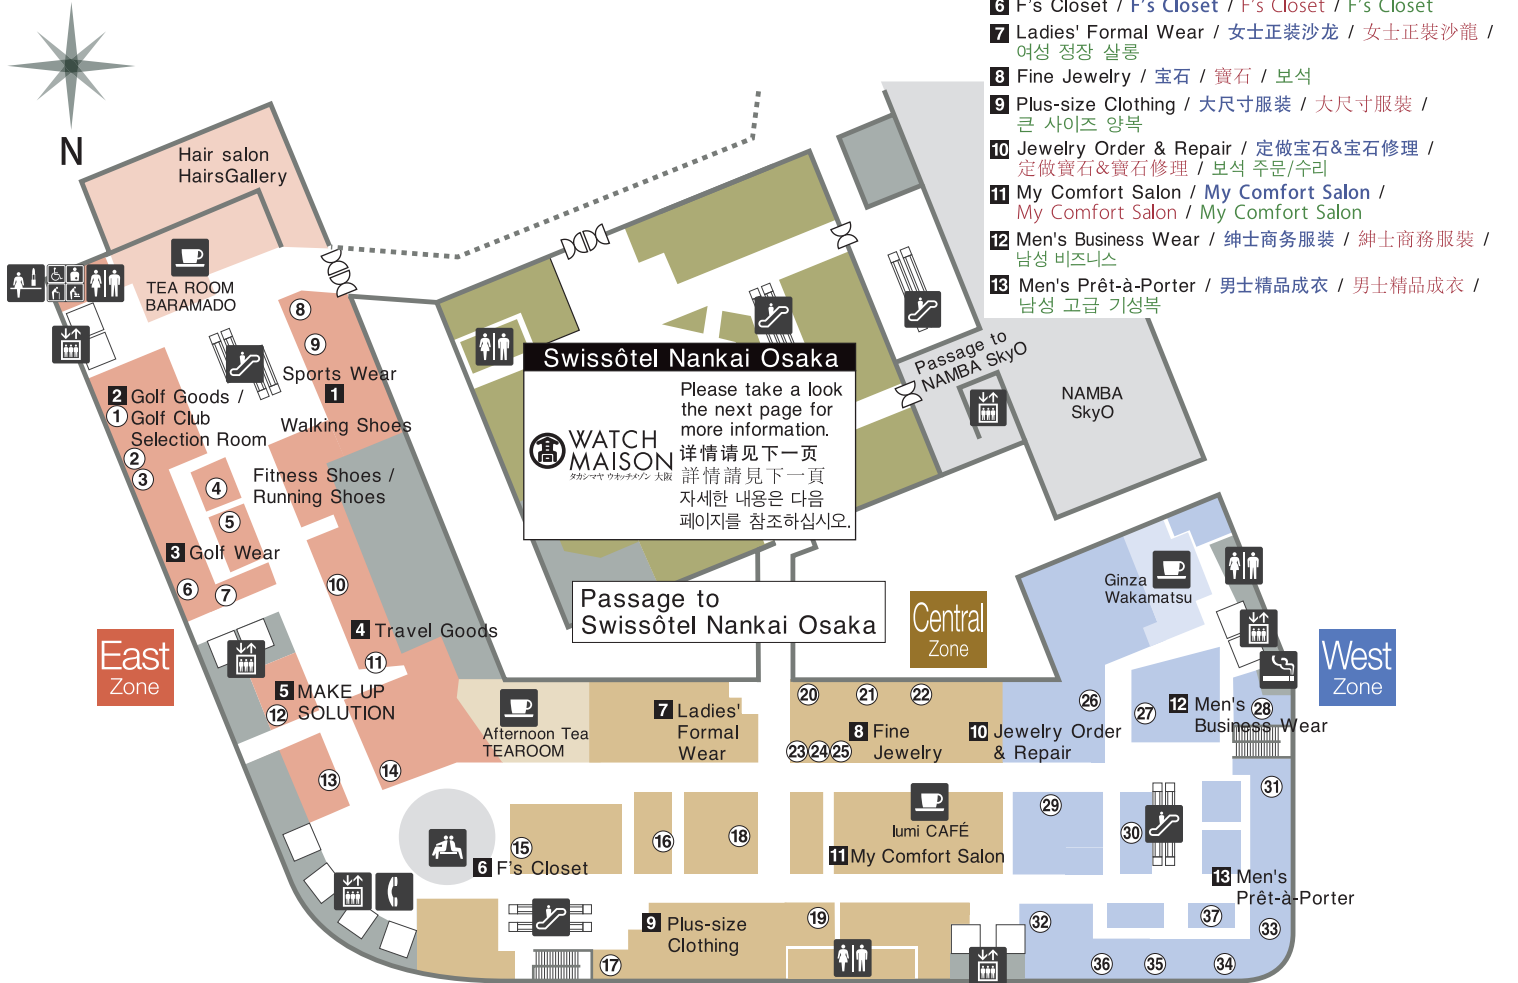 6 F's Closet / F's Closet / F's Closet / F's Closet
7 Ladies' Formal Wear / 女士正装沙龙 / 女士正裝沙龍 /
여성 정장 살롱
8 Fine Jewelry / 宝石 / 寶石 / 보석
9 Plus-size Clothing / 大尺寸服装 / 大尺寸服裝 /
큰 사이즈 양복
10 Jewelry Order & Repair / 定做宝石&宝石修理 /
定做寶石&寶石修理 / 보석 주문/수리
11 My Comfort Salon / My Comfort Salon /
My Comfort Salon / My Comfort Salon
12 Men's Business Wear / 绅士商务服装 / 紳士商務服裝 /
남성 비즈니스
13 Men's Prêt-à-Porter / 男士精品成衣 / 男士精品成衣 /
남성 고급 기성복
N
Hair salon
HairsGallery
TEA ROOM
BARAMADO
8
9
Sports Wear
1
Walking Shoes
2 Golf Goods /
1 Golf Club
Selection Room
2
3
4
5
Fitness Shoes /
Running Shoes
3 Golf Wear
6
7
10
4 Travel Goods
11
East
Zone
5 MAKE UP
SOLUTION
12
13
14
Swissôtel Nankai Osaka
WATCH
MAISON
タカシマヤ ウオッチメゾン 大阪
Please take a look
the next page for
more information.
详情请见下一页
詳情請見下一頁
자세한 내용은 다음
페이지를 참조하십시오.
Passage to
NAMBA SkyO
NAMBA
SkyO
Passage to
Swissôtel Nankai Osaka
Central
Zone
Ginza
Wakamatsu
West
Zone
Afternoon Tea
TEAROOM
7 Ladies'
Formal
Wear
20
21
22
8 Fine
Jewelry
23
24
25
10 Jewelry Order
& Repair
26
27
12 Men's
Business Wear
28
15
6 F's Closet
16
18
lumi CAFÉ
11 My Comfort Salon
29
30
31
13 Men's
Prêt-à-Porter
9 Plus-size
Clothing
17
19
32
37
33
36
35
34